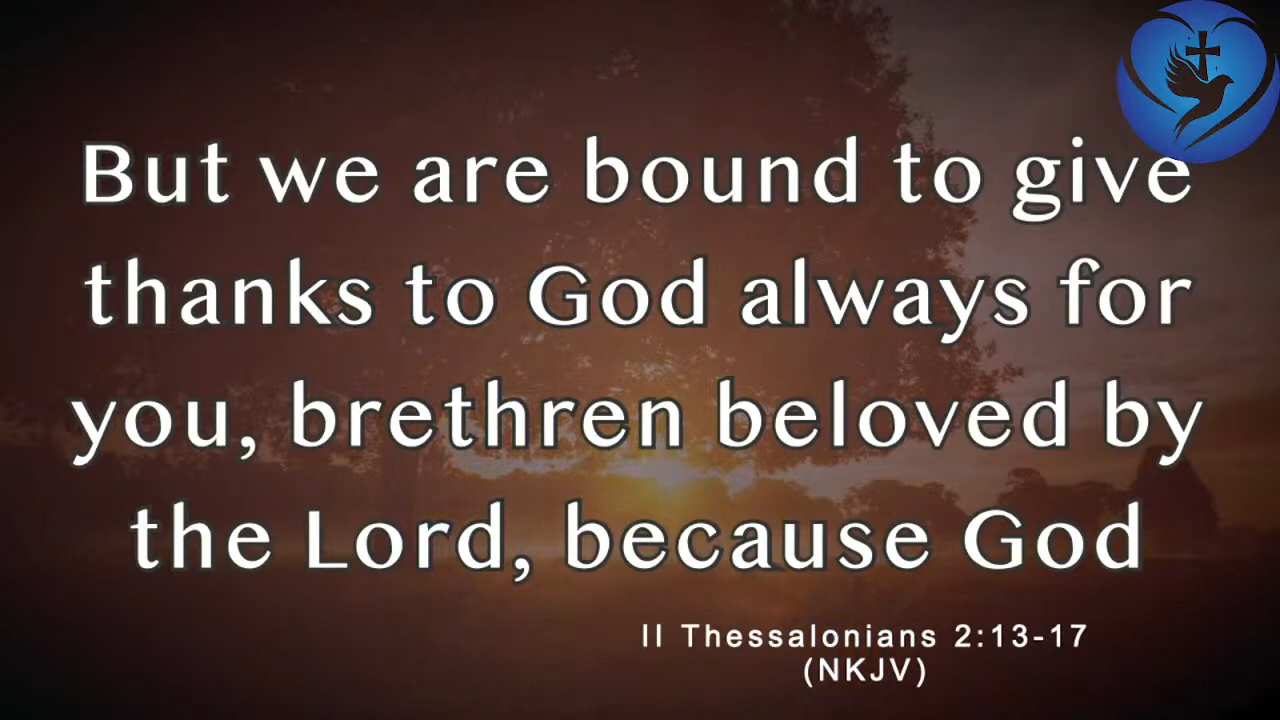 But we are bound to give
thanks to God always for
you, brethren beloved by
the Lord, because God
II Thessalonians 2:13-17
(NKJV)